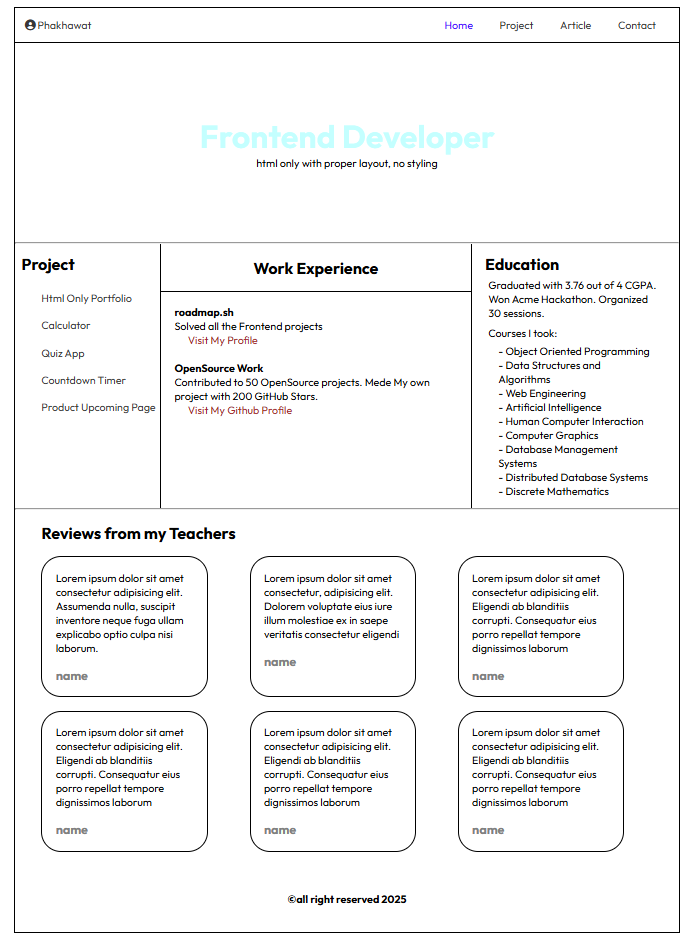 Phakhawat
Home Project Article Contact
Frontend Developer
html only with proper layout, no styling
Project
Html Only Portfolio
Calculator
Quiz App
Countdown Timer
Product Upcoming Page
Work Experience
roadmap.sh
Solved all the Frontend projects
Visit My Profile
OpenSource Work
Contributed to 50 OpenSource projects. Mede My own
project with 200 GitHub Stars.
Visit My Github Profile
Education
Graduated with 3.76 out of 4 CGPA.
Won Acme Hackathon. Organized
30 sessions.
Courses I took:
- Object Oriented Programming
- Data Structures and
Algorithms
- Web Engineering
- Artificial Intelligence
- Human Computer Interaction
- Computer Graphics
- Database Management
Systems
- Distributed Database Systems
- Discrete Mathematics
Reviews from my Teachers
Lorem ipsum dolor sit amet
consectetur adipisicing elit.
Assumenda nulla, suscipit
inventore neque fuga ullam
explicabo optio culpa nisi
laborum.
name
Lorem ipsum dolor sit amet
consectetur, adipisicing elit.
Dolorem voluptate eius iure
illum molestiae ex in saepe
veritatis consectetur eligendi
name
Lorem ipsum dolor sit amet
consectetur adipisicing elit.
Eligendi ab blanditiis
corrupti. Consequatur eius
porro repellat tempore
dignissimos laborum
name
Lorem ipsum dolor sit amet
consectetur adipisicing elit.
Eligendi ab blanditiis
corrupti. Consequatur eius
porro repellat tempore
dignissimos laborum
name
Lorem ipsum dolor sit amet
consectetur adipisicing elit.
Eligendi ab blanditiis
corrupti. Consequatur eius
porro repellat tempore
dignissimos laborum
name
Lorem ipsum dolor sit amet
consectetur adipisicing elit.
Eligendi ab blanditiis
corrupti. Consequatur eius
porro repellat tempore
dignissimos laborum
name
©all right reserved 2025